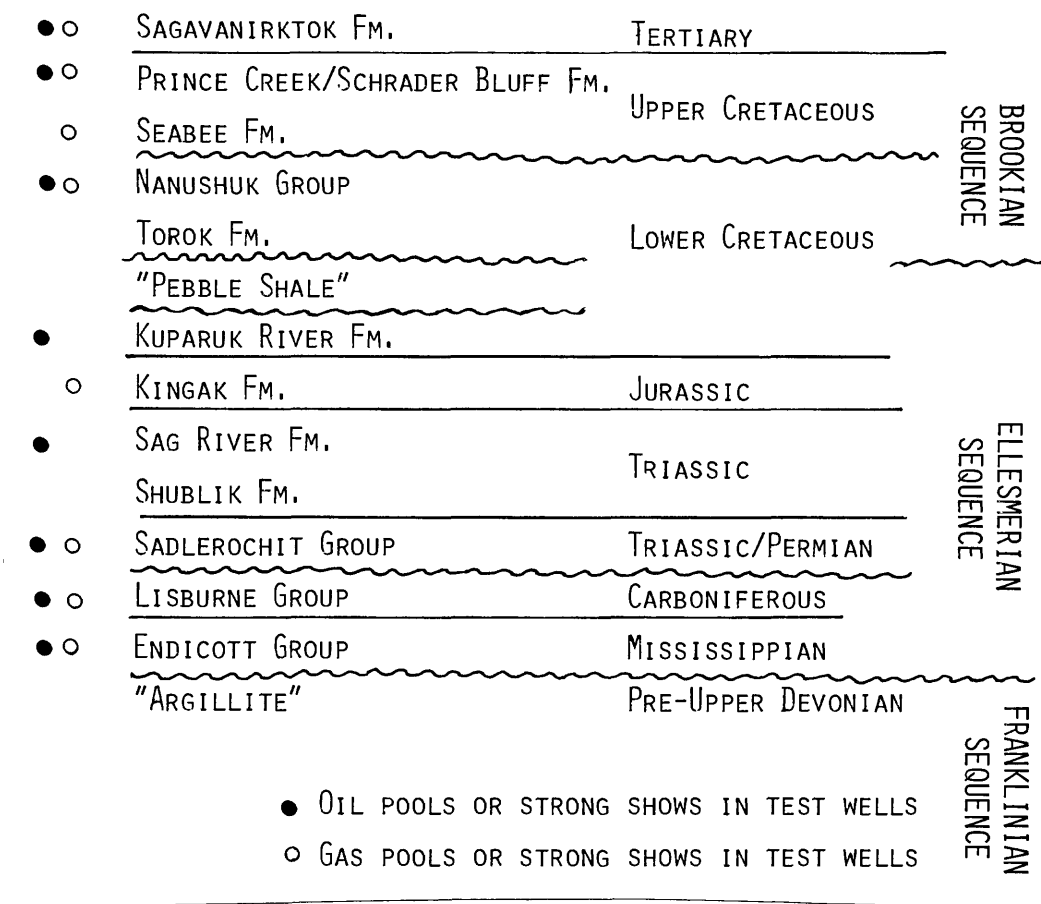 ● ○ SAGAVANIRKTOK FM. TERTIARY
● ○ PRINCE CREEK/SCHRADER BLUFF FM.
UPPER CRETACEOUS
○ SEABEE FM.
● ○ NANUSHUK GROUP
TOROK FM. LOWER CRETACEOUS
"PEBBLE SHALE"
● KUPARUK RIVER FM.
○ KINGAK FM. JURASSIC
● SAG RIVER FM.
TRIASSIC
SHUBLIK FM.
● ○ SADLEROCHIT GROUP TRIASSIC/PERMIAN
● ○ LISBURNE GROUP CARBONIFEROUS
● ○ ENDICOTT GROUP MISSISSIPPIAN
"ARGILLITE" PRE-UPPER DEVONIAN
BROOKIAN
SEQUENCE
ELLESMERIAN
SEQUENCE
FRANKLINIAN
SEQUENCE
● OIL POOLS OR STRONG SHOWS IN TEST WELLS
○ GAS POOLS OR STRONG SHOWS IN TEST WELLS